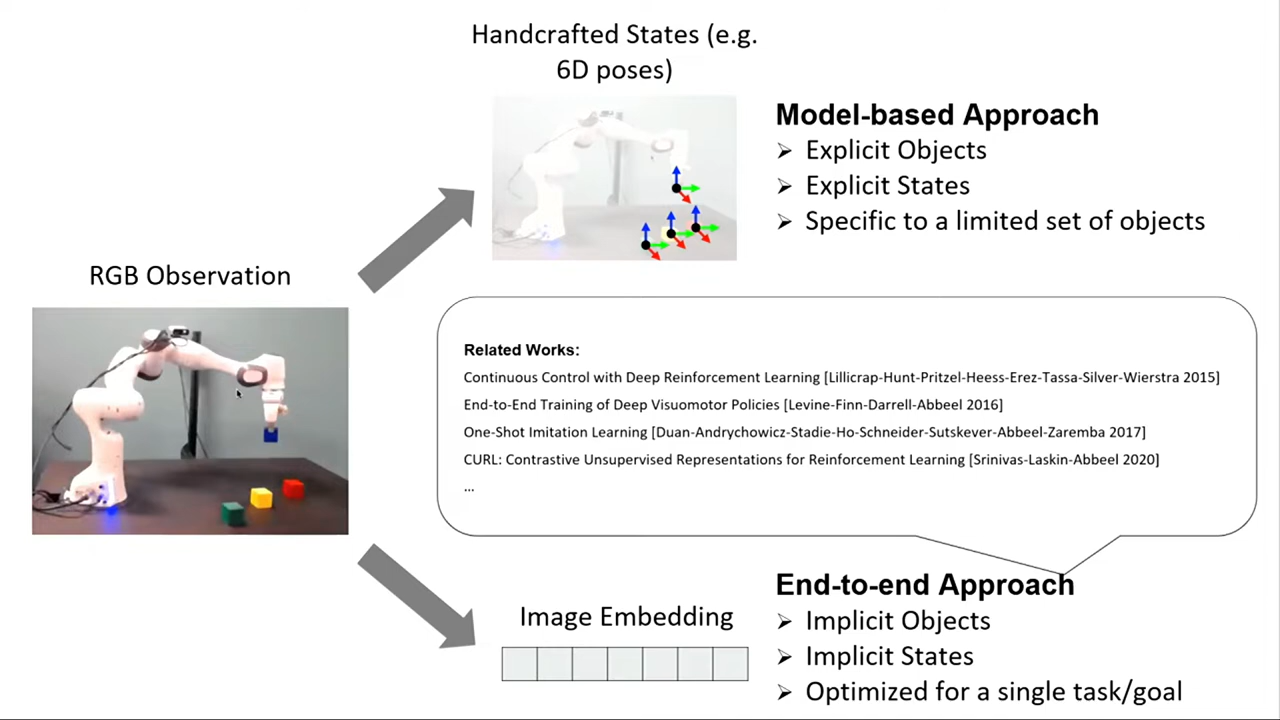 Handcrafted States (e.g.
6D poses)
Model-based Approach
➢ Explicit Objects
➢ Explicit States
➢ Specific to a limited set of objects
RGB Observation
Related Works:
Continuous Control with Deep Reinforcement Learning [Lillicrap-Hunt-Pritzel-Heess-Erez-Tassa-Silver-Wierstra 2015]
End-to-End Training of Deep Visuomotor Policies [Levine-Finn-Darrell-Abbeel 2016]
One-Shot Imitation Learning [Duan-Andrychowicz-Stadie-Ho-Schneider-Sutskever-Abbeel-Zaremba 2017]
CURL: Contrastive Unsupervised Representations for Reinforcement Learning [Srinivas-Laskin-Abbeel 2020]
...
End-to-end Approach
Image Embedding
➢ Implicit Objects
➢ Implicit States
➢ Optimized for a single task/goal